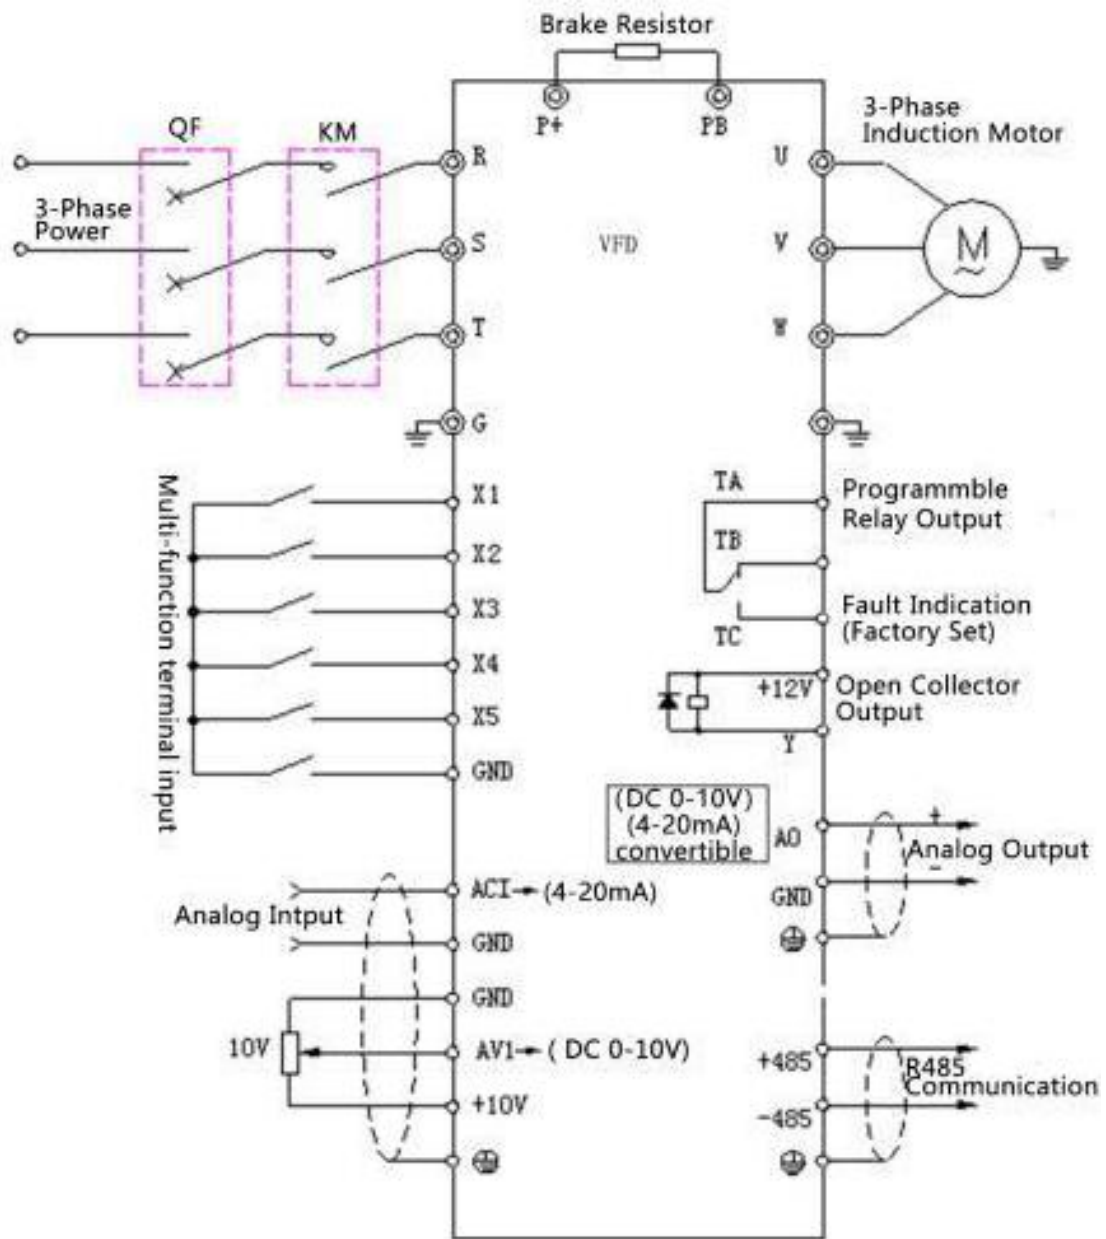 Brake Resistor
P+
PB
3-Phase
Induction Motor
QF
KM
R
U
3-Phase
Power
S
VFD
V
M
~
T
W
G
Multi-function terminal input
X1
X2
X3
X4
X5
GND
TA
Programmble
Relay Output
TB
Fault Indication
(Factory Set)
TC
+12V
Open Collector
Output
Y
(DC 0-10V)
(4-20mA)
convertible
AO
+
Analog Output
-
GND
ACI→(4-20mA)
Analog Intput
GND
GND
10V
AV1→( DC 0-10V)
+10V
+485
R485
Communication
-485